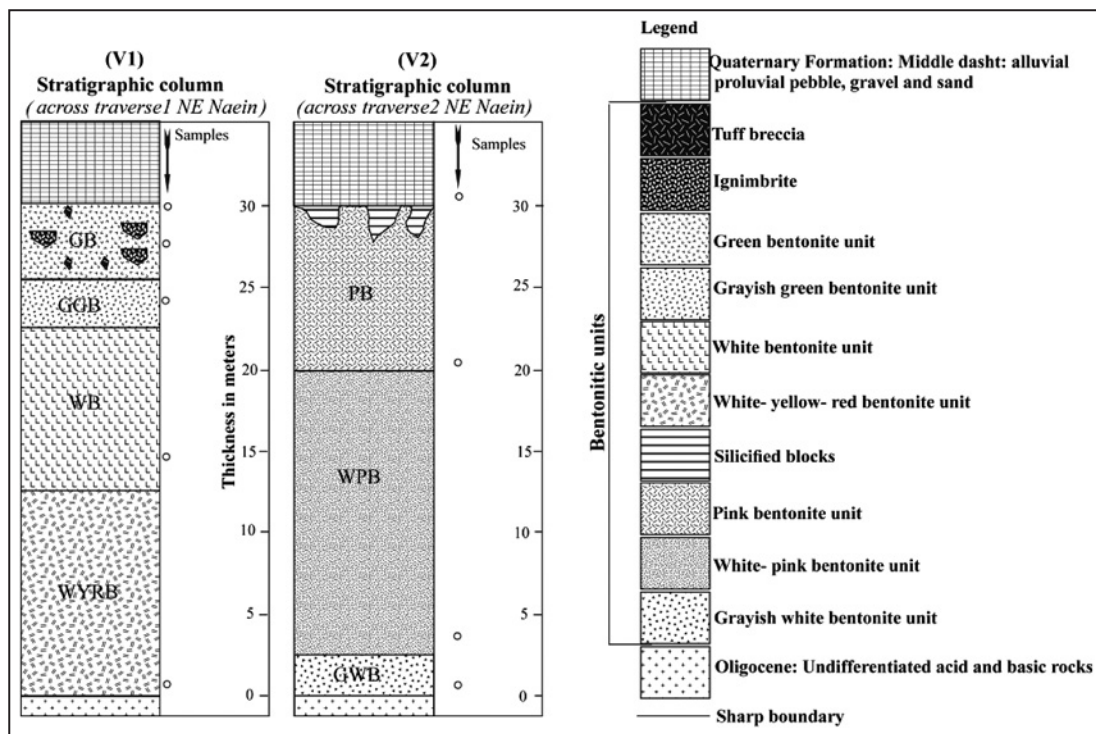 (V1)
Stratigraphic column
( across traverse1 NE Naein)
Samples
GB
GGB
WB
WYRB
Thickness in meters
30
25
20
15
10
5
0
(V2)
Stratigraphic column
(across traverse2 NE Naein)
Samples
PB
WPB
GWB
30
25
20
15
10
5
0
Legend
Quaternary Formation: Middle dasht: alluvial
proluvial pebble, gravel and sand
Bentonitic units
Tuff breccia
Ignimbrite
Green bentonite unit
Grayish green bentonite unit
White bentonite unit
White- yellow- red bentonite unit
Silicified blocks
Pink bentonite unit
White- pink bentonite unit
Grayish white bentonite unit
Oligocene: Undifferentiated acid and basic rocks
Sharp boundary